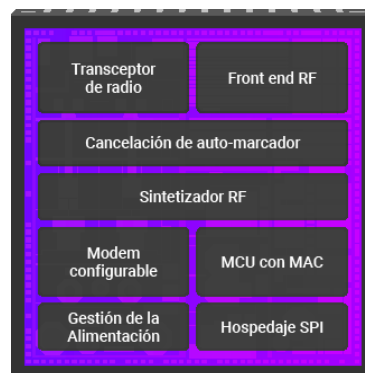 Transceptor
de radio
Front end RF
Cancelación de auto-marcador
Sintetizador RF
Modem
configurable
MCU con MAC
Gestión de la
Alimentación
Hospedaje SPI